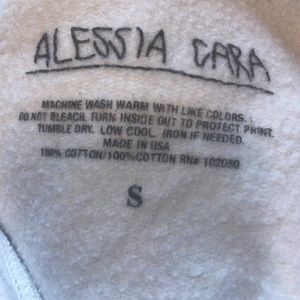 ALESSIA CARA
MACHINE WASH WARM WITH LIKE COLORS.
DO NOT BLEACH. TURN INSIDE OUT TO PROTECT PRINT.
TUMBLE DRY. LOW COOL. IRON IF NEEDED.
MADE IN USA
100% COTTON/100%COTTON RN# 102050
S